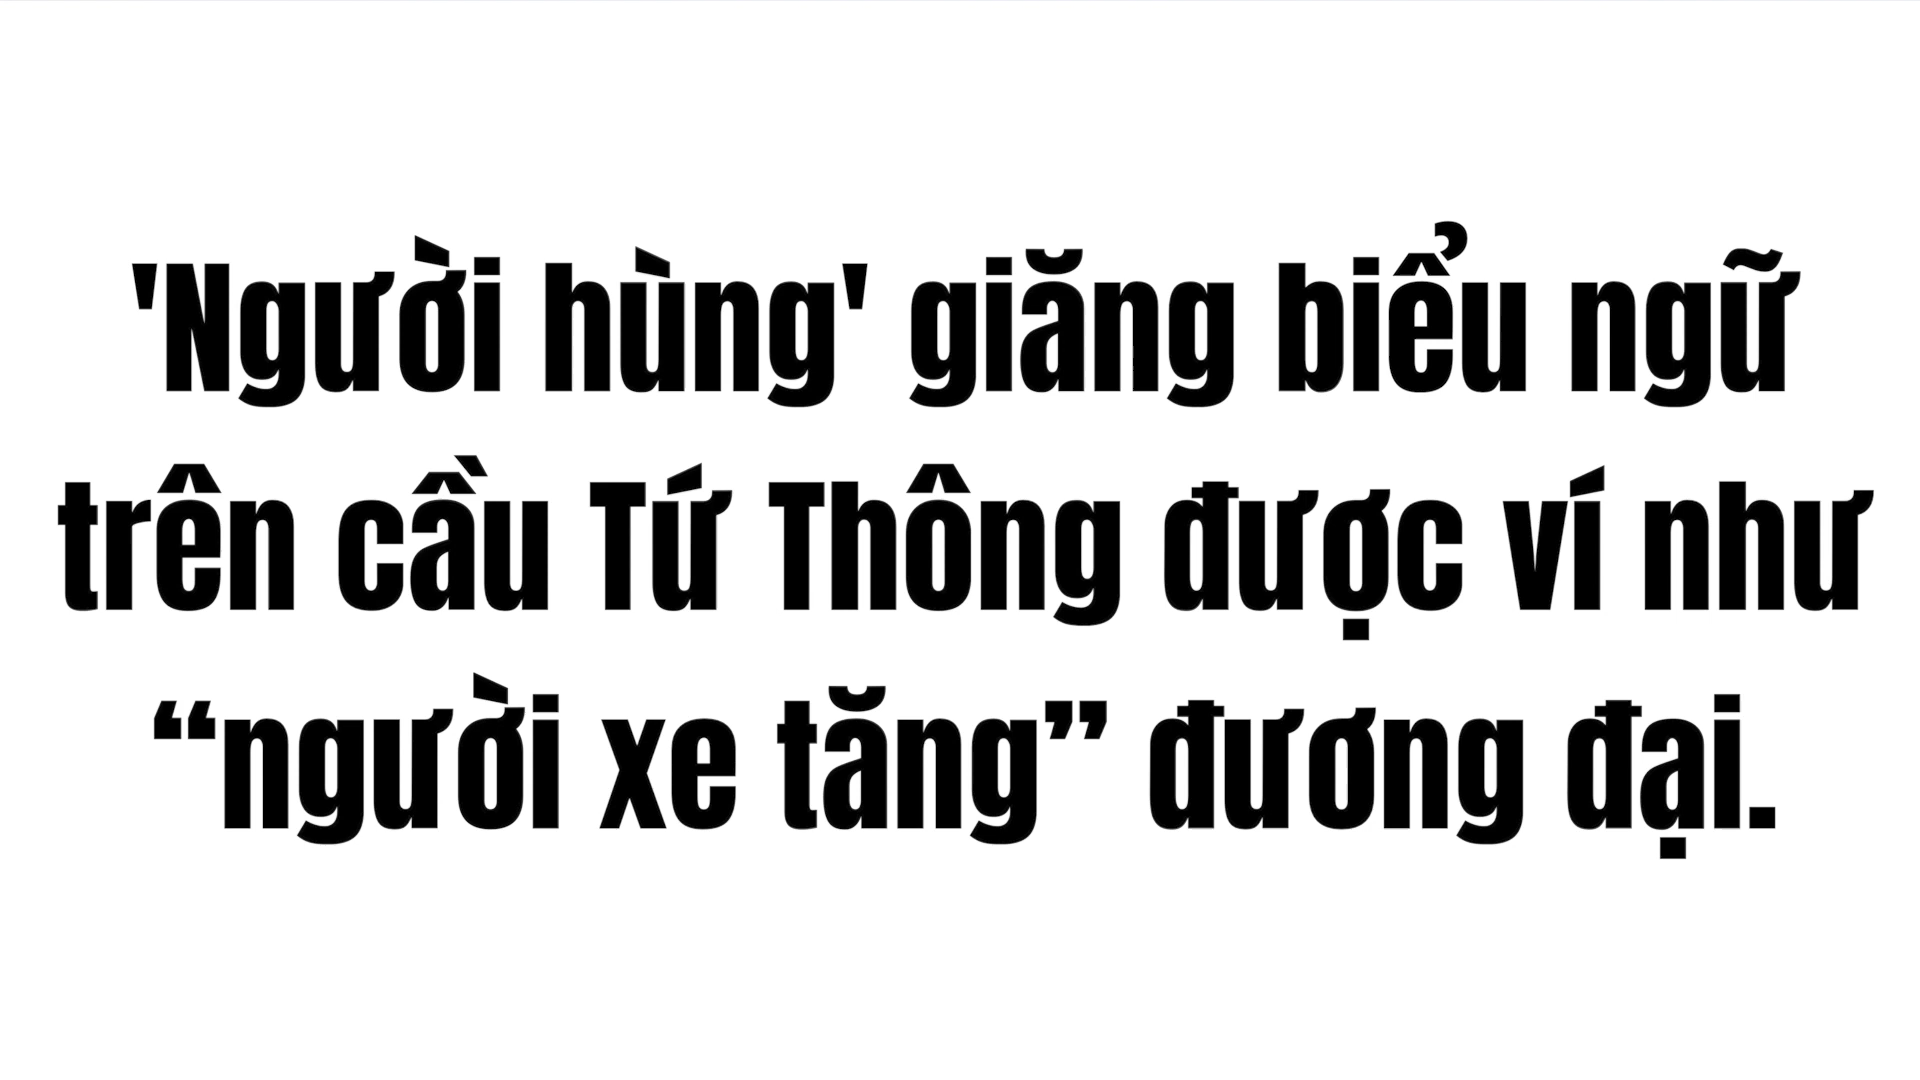 'Người hùng' giăng biểu ngữ
trên cầu Tứ Thông được ví như
“người xe tăng” đương đại.